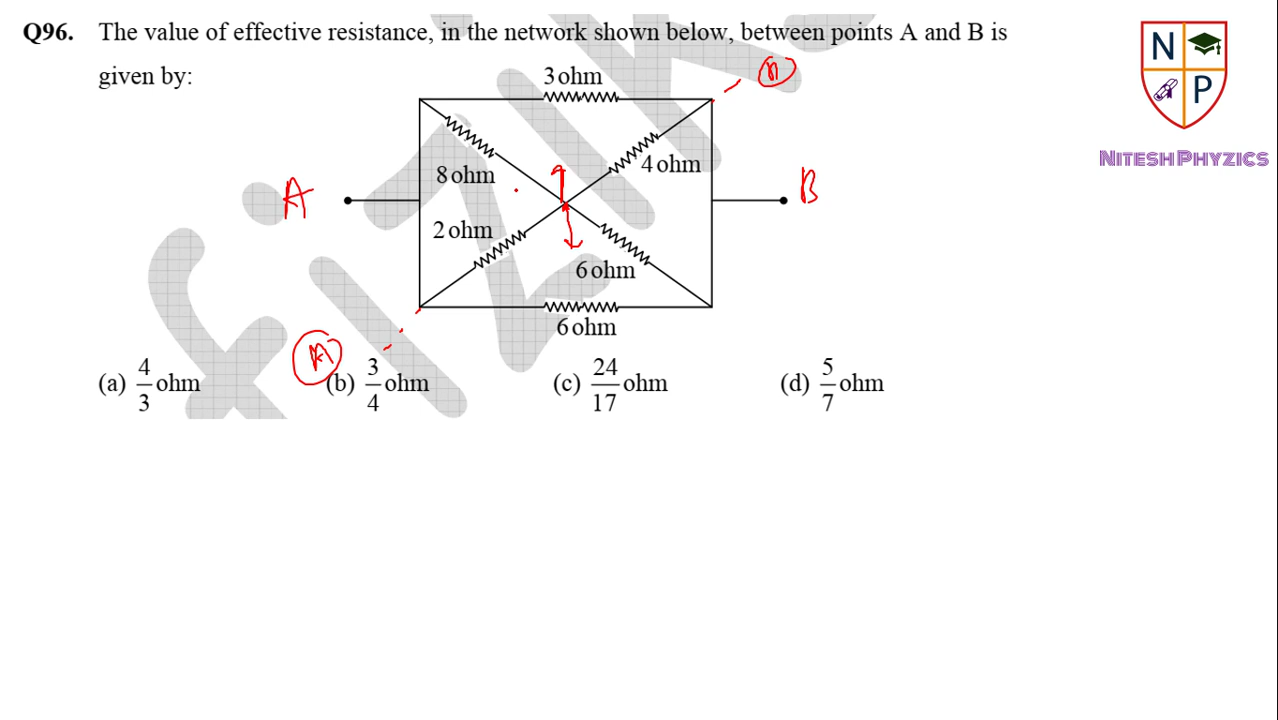 Q96. The value of effective resistance, in the network shown below, between points A and B is
given by:
3 ohm
B
8 ohm
4 ohm
A
B
2 ohm
6 ohm
6 ohm
A
(a) 4/3 ohm (b) 3/4 ohm (c) 24/17 ohm (d) 5/7 ohm
N
P
NITESH PHYZICS